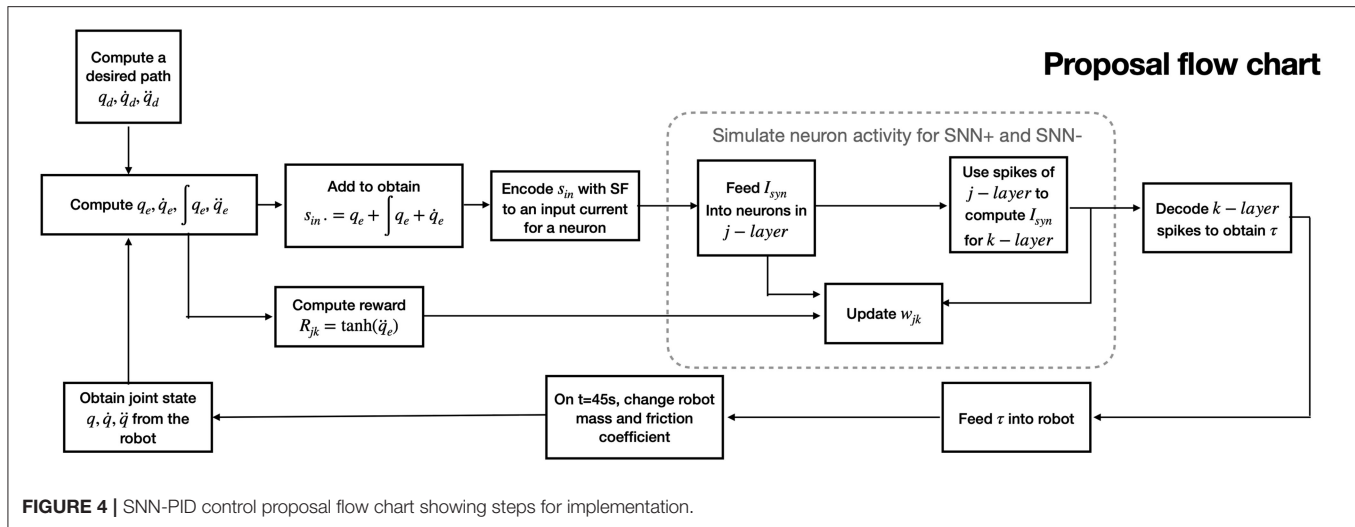 Proposal flow chart
Compute a
desired path
q_d, q̇_d, q̈_d
Compute q_e, q̇_e, ∫ q_e, q̈_e
Add to obtain
s_in . = q_e + ∫ q_e + q̇_e
Encode s_in with SF
to an input current
for a neuron
Simulate neuron activity for SNN+ and SNN-
Feed I_syn
Into neurons in
j − layer
Use spikes of
j − layer to
compute I_syn
for k − layer
Decode k − layer
spikes to obtain τ
Compute reward
R_jk = tanh(q̈_e)
Update w_jk
Obtain joint state
q, q̇, q̈ from the
robot
On t=45s, change robot
mass and friction
coefficient
Feed τ into robot
FIGURE 4 | SNN-PID control proposal flow chart showing steps for implementation.